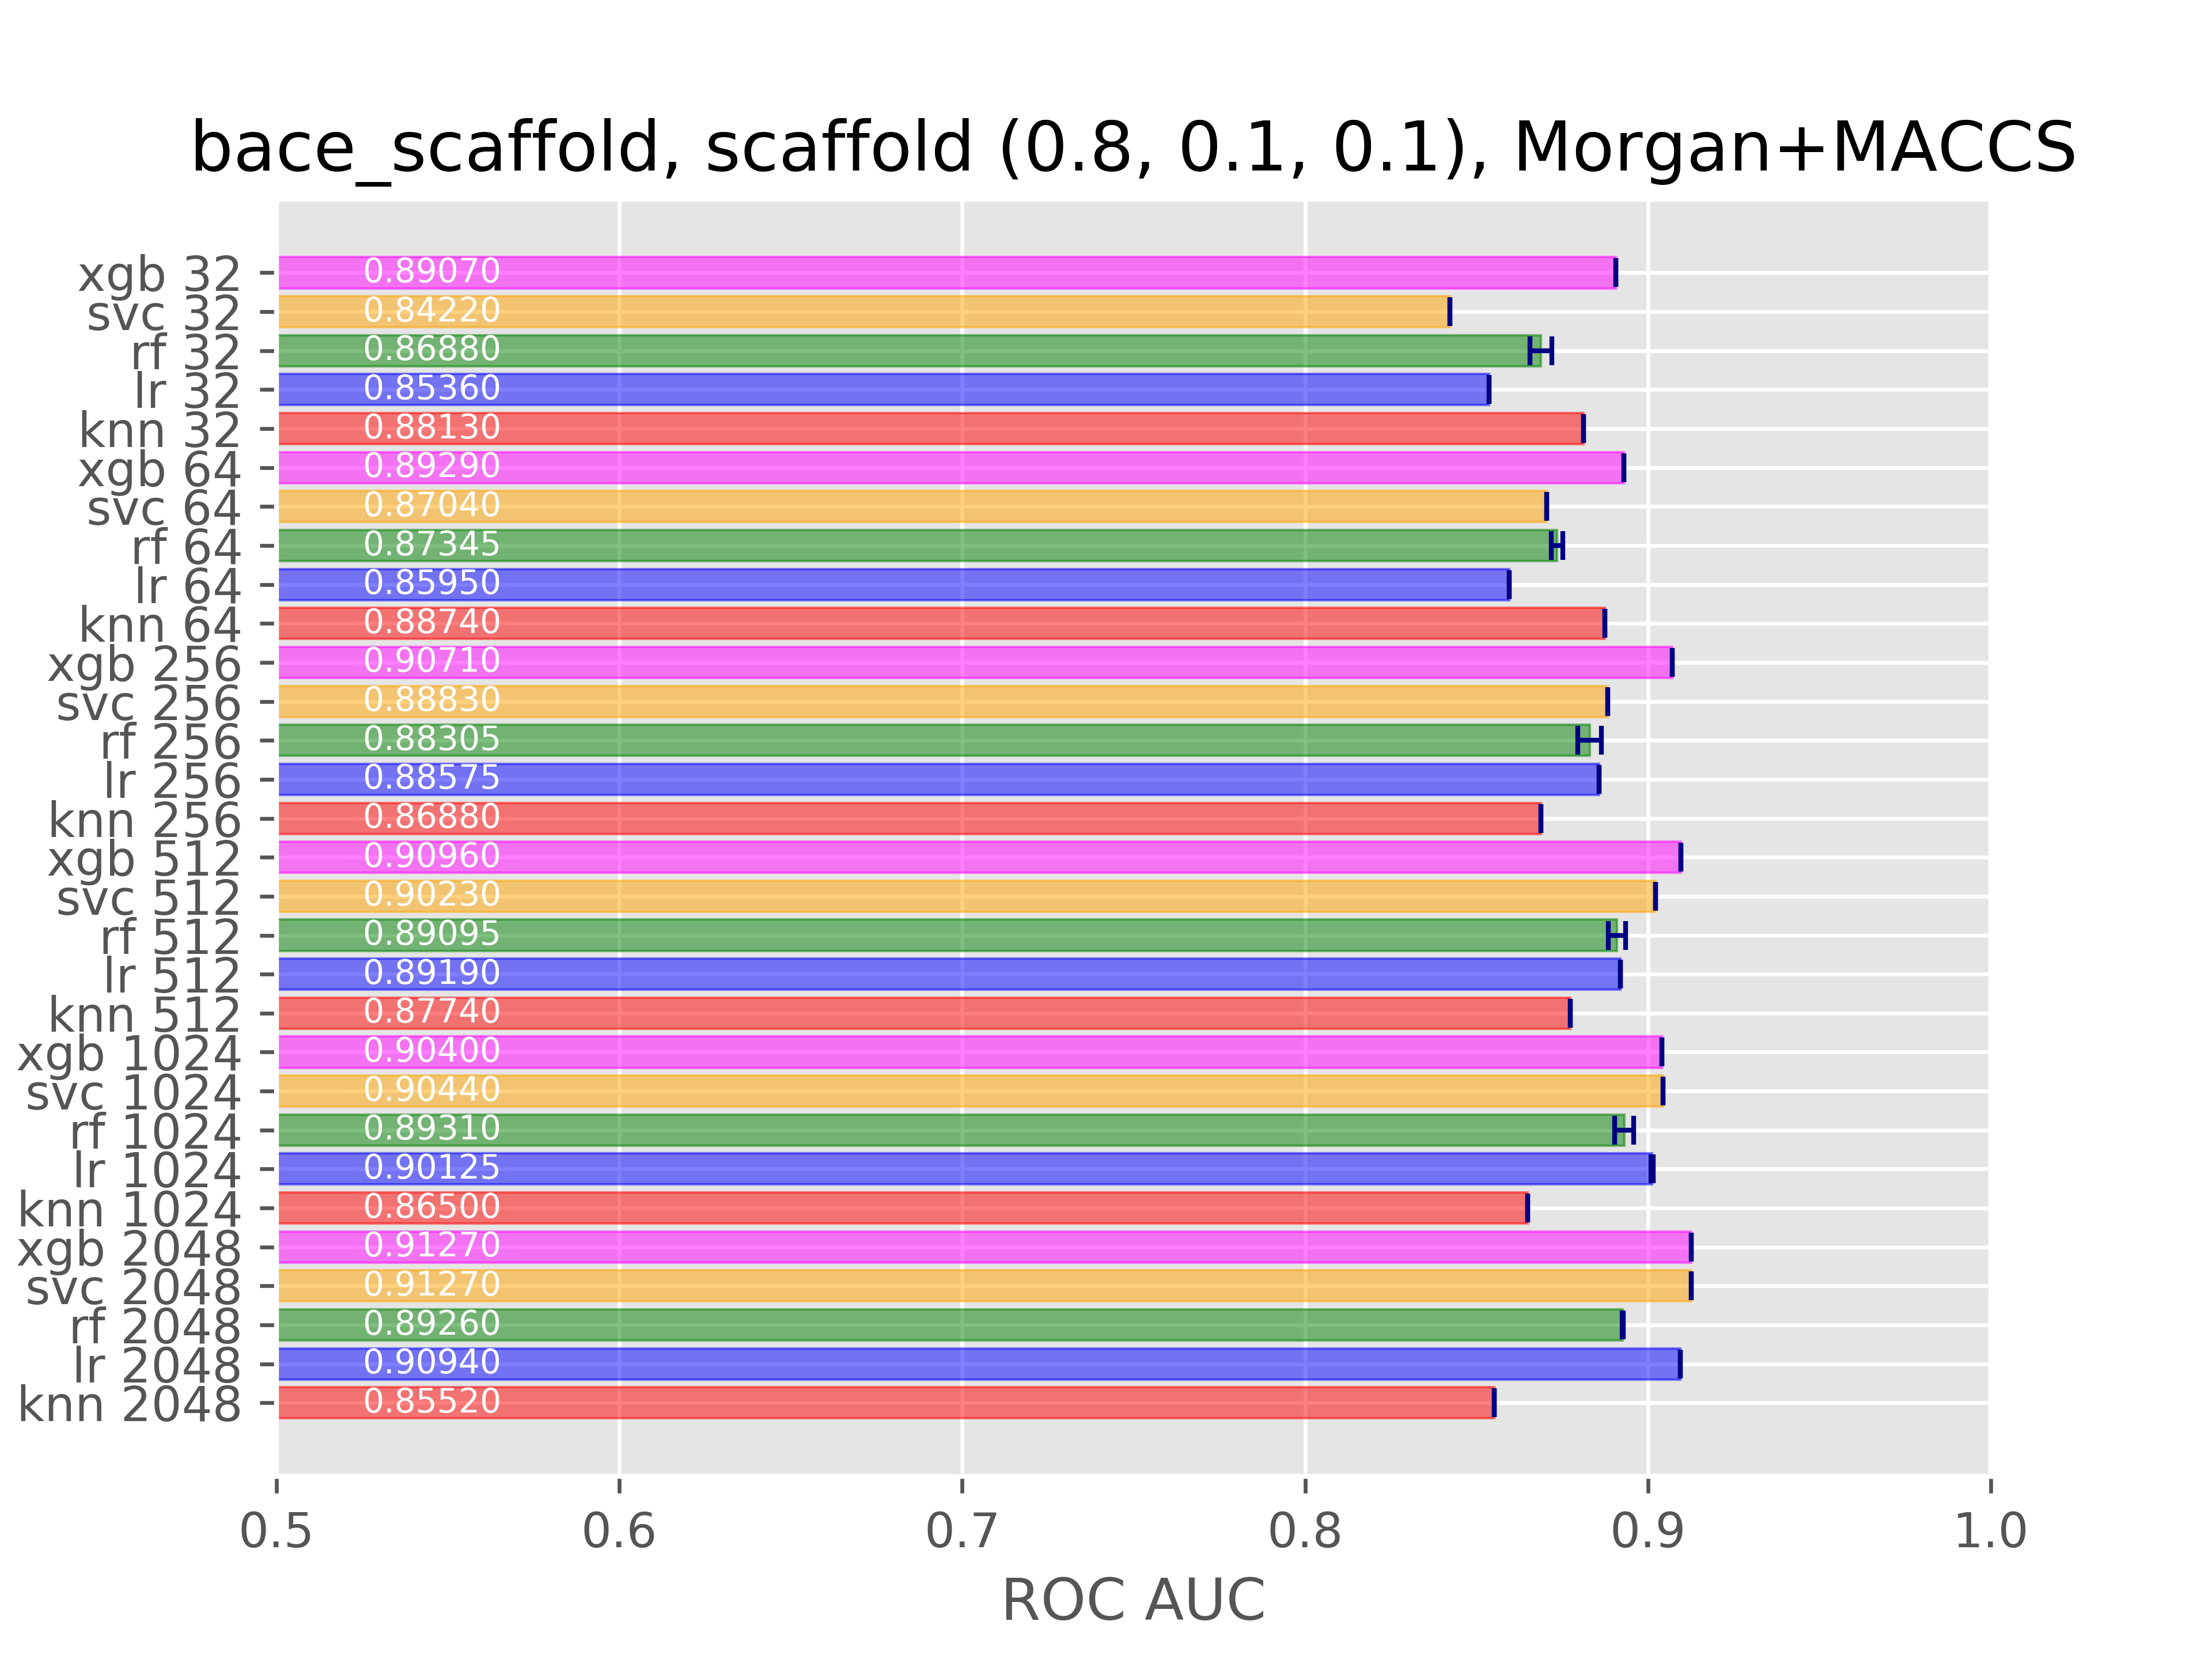 bace_scaffold, scaffold (0.8, 0.1, 0.1), Morgan+MACCS
xgb 32 0.89070
svc 32 0.84220
rf 32 0.86880
lr 32 0.85360
knn 32 0.88130
xgb 64 0.89290
svc 64 0.87040
rf 64 0.87345
lr 64 0.85950
knn 64 0.88740
xgb 256 0.90710
svc 256 0.88830
rf 256 0.88305
lr 256 0.88575
knn 256 0.86880
xgb 512 0.90960
svc 512 0.90230
rf 512 0.89095
lr 512 0.89190
knn 512 0.87740
xgb 1024 0.90400
svc 1024 0.90440
rf 1024 0.89310
lr 1024 0.90125
knn 1024 0.86500
xgb 2048 0.91270
svc 2048 0.91270
rf 2048 0.89260
lr 2048 0.90940
knn 2048 0.85520
0.5 0.6 0.7 0.8 0.9 1.0
ROC AUC